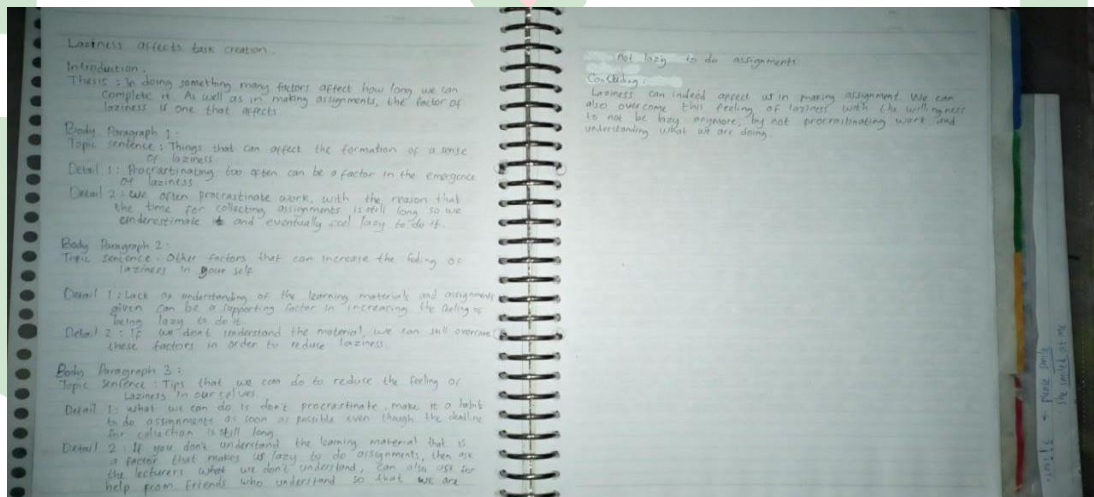 Laziness affects task creation.
Introduction.
Thesis : In doing something many factors affect how long we can
complete it. As well as in making assignments, the factor of
laziness is one that affects
Body Paragraph 1 :
Topic sentence : Things that can affect the formation of a sense
of laziness
Detail 1 : Procrastinating too often can be a factor in the emergence
of laziness
Detail 2 : We often procrastinate work, with the reason that
the time for collecting assignments is still long so we
underestimate it and eventually feel lazy to do it.
Body Paragraph 2 :
Topic sentence : Other factors that can increase the feeling of
laziness in your self
Detail 1 : Lack of understanding of the learning materials and assignments
given can be a supporting factor in increasing the feeling of
being lazy to do it.
Detail 2 : If we don't understand the material, we can still overcome
these factors in order to reduce laziness.
Body Paragraph 3 :
Topic sentence : Tips that we can do to reduce the feeling of
Laziness in our selves.
Detail 1 : What we can do is don't procrastinate, make it a habit
to do assignments as soon as possible even though the deadline
for collection is still long
Detail 2 : If you don't understand the learning material that is
a factor that makes us lazy to do assignments, then ask
the lecturers what we don't understand, can also ask for
help from friends who understand so that we are
not lazy to do assignments.
Concluding :
Laziness can indeed affect us in making assignment. We can
also overcome this feeling of laziness with the willingness
to not be lazy anymore, by not procrastinating work and
understanding what we are doing.
she smiled at me